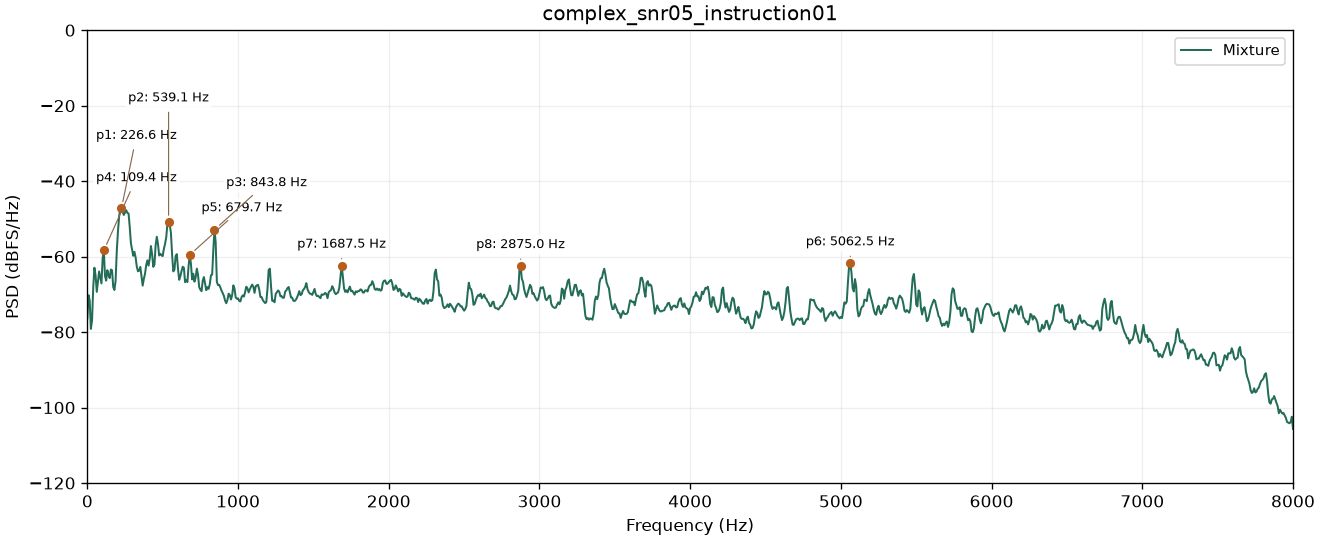 complex_snr05_instruction01
Mixture
p2: 539.1 Hz
p1: 226.6 Hz
p4: 109.4 Hz
p3: 843.8 Hz
p5: 679.7 Hz
p7: 1687.5 Hz
p8: 2875.0 Hz
p6: 5062.5 Hz
PSD (dBFS/Hz)
0
−20
−40
−60
−80
−100
−120
0 1000 2000 3000 4000 5000 6000 7000 8000
Frequency (Hz)